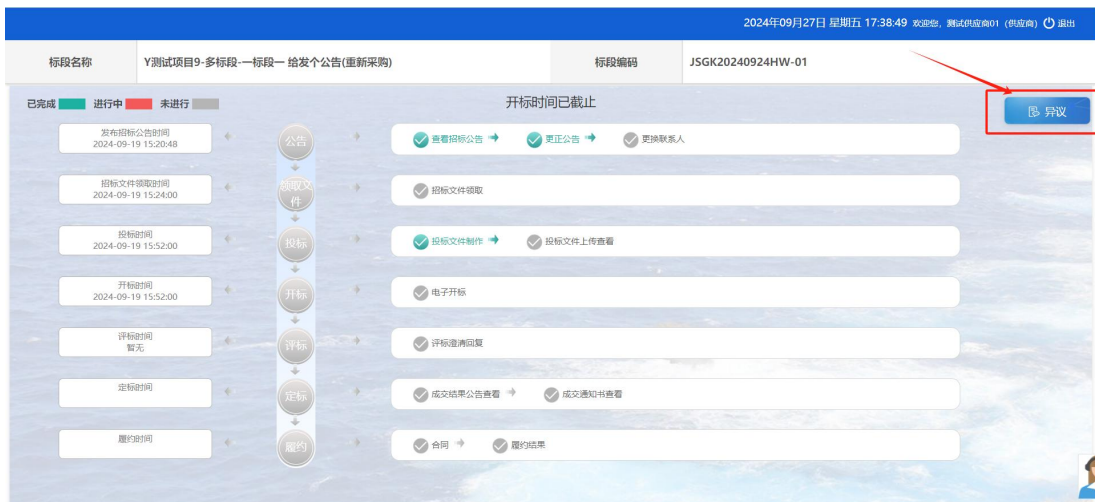 2024年09月27日 星期五 17:38:49 欢迎您, 测试供应商01 (供应商) 退出
标段名称 Y测试项目9-多标段-一标段一 给发个公告(重新采购) 标段编码 JSGK20240924HW-01
已完成 进行中 未进行 开标时间已截止 异议
发布招标公告时间
2024-09-19 15:20:48
公告
查看招标公告 更正公告 更换联系人
招标文件领取时间
2024-09-19 15:24:00
领取文件
招标文件领取
投标时间
2024-09-19 15:52:00
投标
投标文件制作 投标文件上传查看
开标时间
2024-09-19 15:52:00
开标
电子开标
评标时间
暂无
评标
评标澄清回复
定标时间
定标
成交结果公告查看 成交通知书查看
履约时间
履约
合同 履约结果